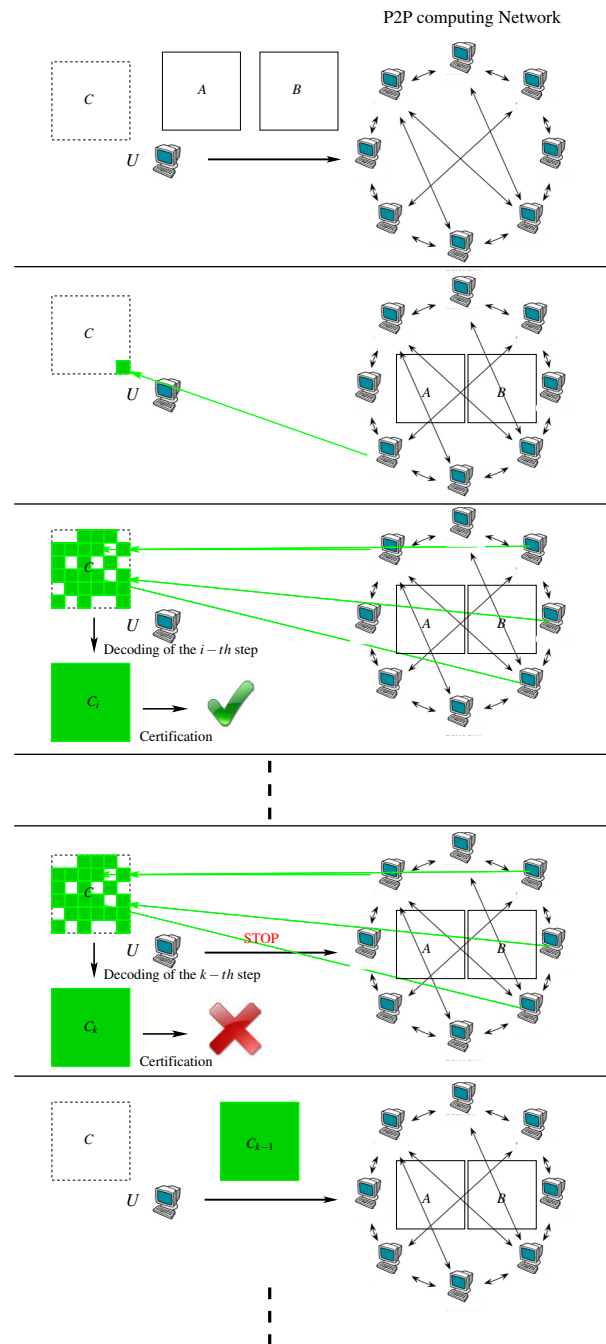 P2P computing Network
C
A
B
U
C
U
A
B
C
U
A
B
Decoding of the i − th step
C_i
Certification
C
U
STOP
A
B
Decoding of the k − th step
C_k
Certification
C
C_{k−1}
U
A
B